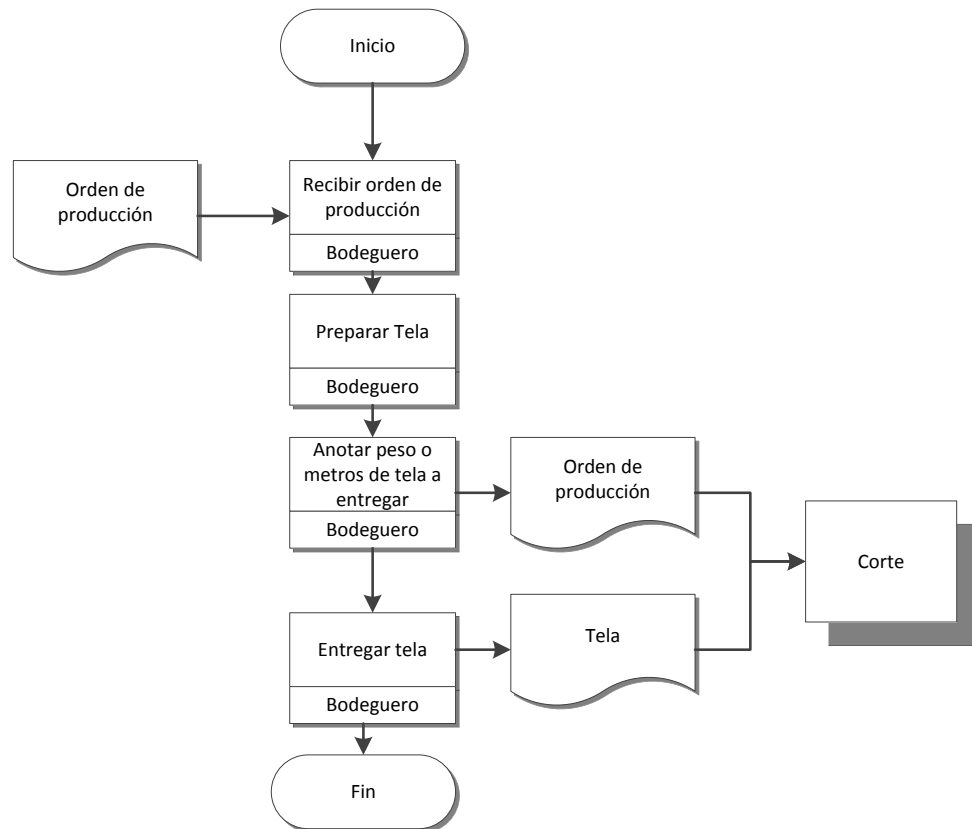 Inicio
Orden de
producción
Recibir orden de
producción
Bodeguero
Preparar Tela
Bodeguero
Anotar peso o
metros de tela a
entregar
Bodeguero
Orden de
producción
Corte
Entregar tela
Bodeguero
Tela
Fin